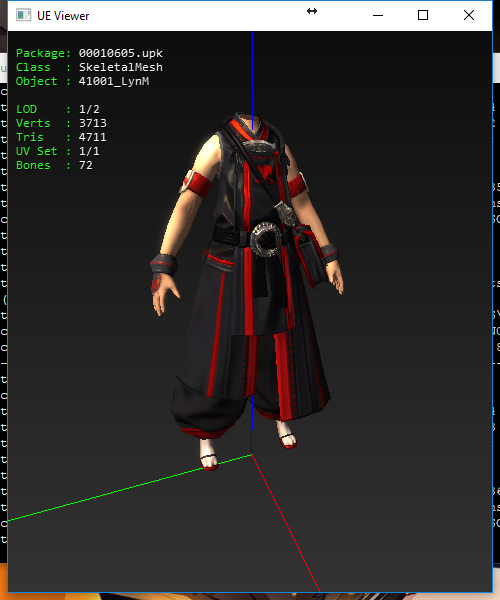 UE Viewer
Package: 00010605.upk
Class : SkeletalMesh
Object : 41001_LynM
LOD : 1/2
Verts : 3713
Tris : 4711
UV Set : 1/1
Bones : 72